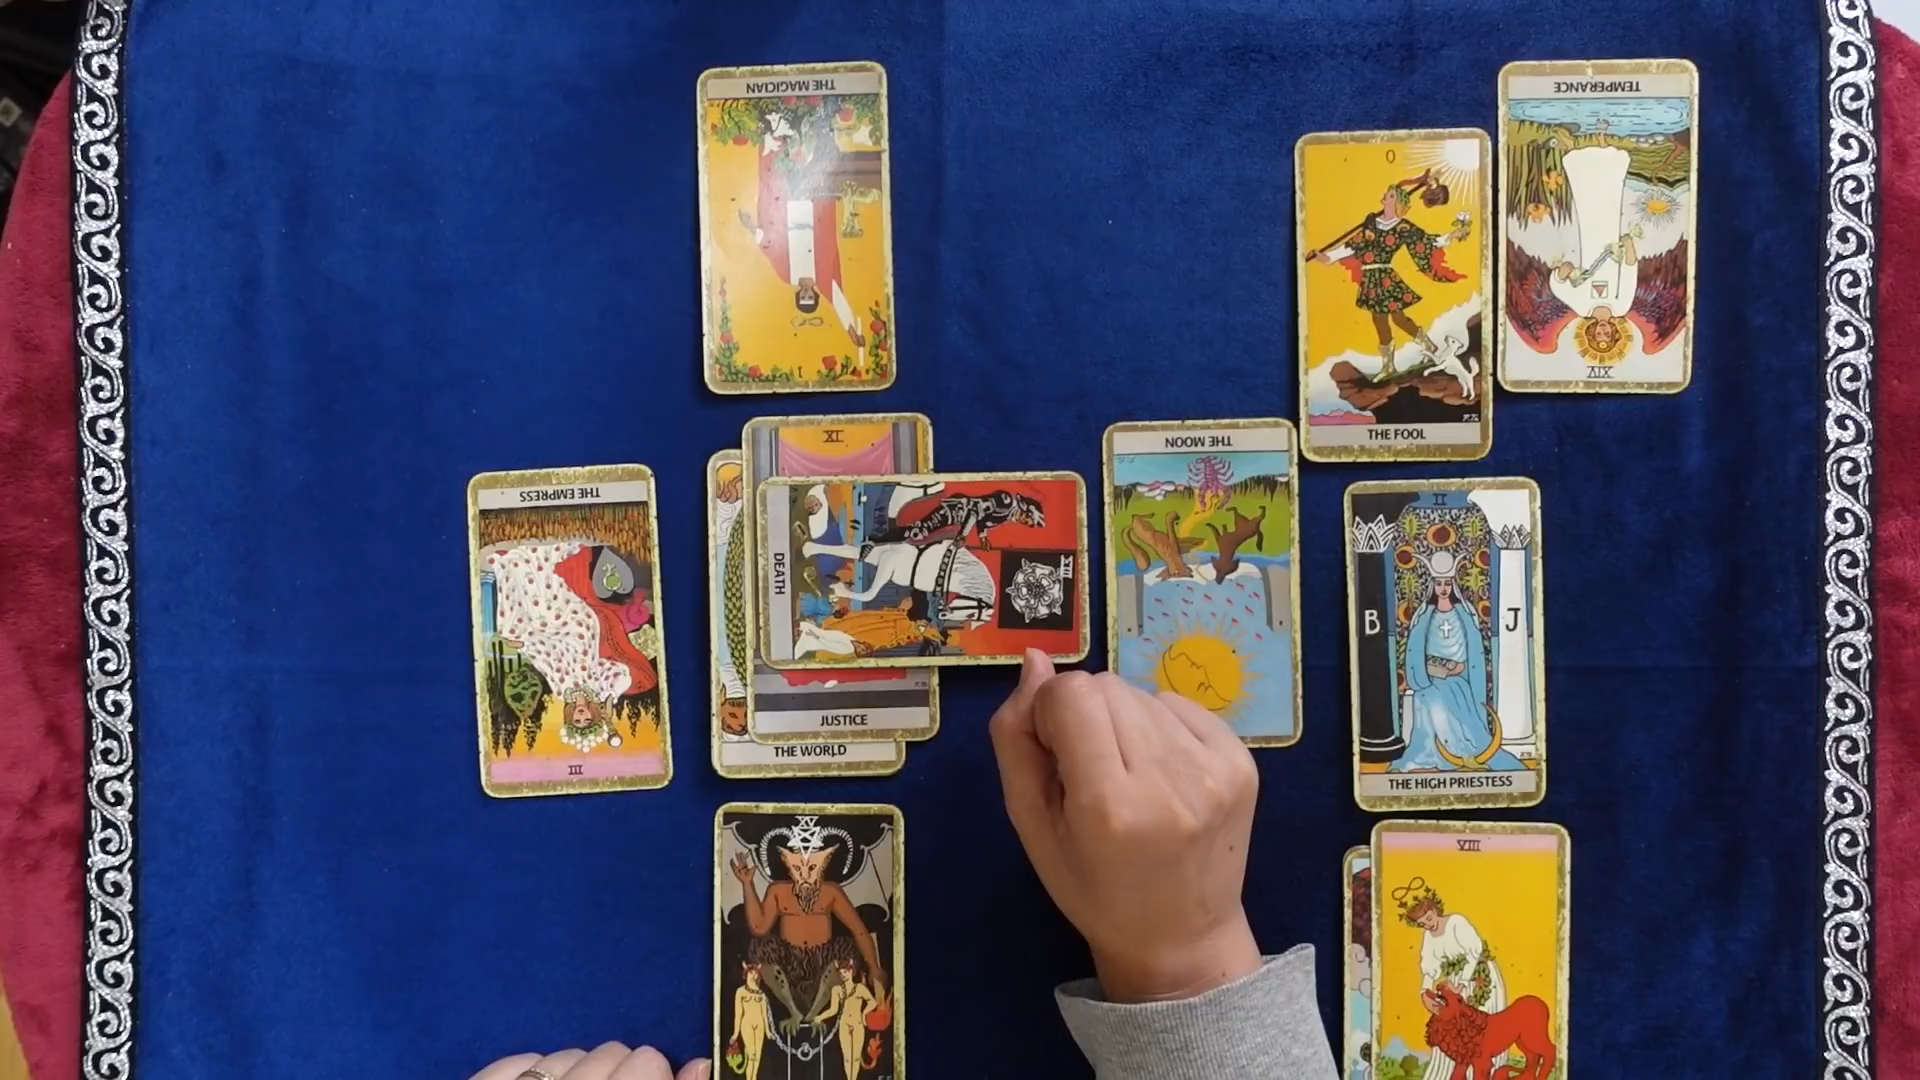 THE MAGICIAN
I
TEMPERANCE
XIV
0
THE FOOL
THE EMPRESS
III
XI
JUSTICE
THE WORLD
DEATH
XIII
THE MOON
II
B
J
THE HIGH PRIESTESS
XV
VIII